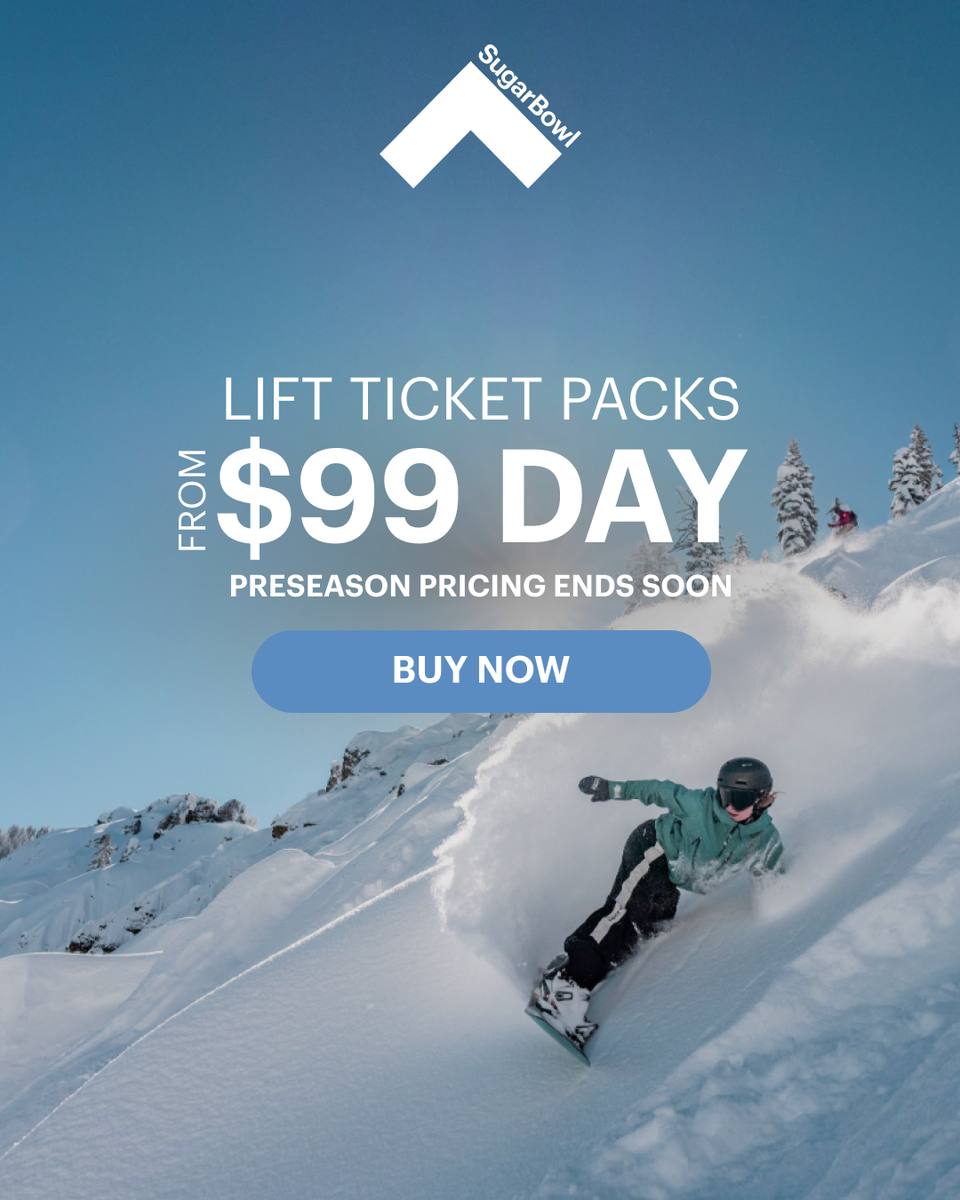 SugarBowl
LIFT TICKET PACKS
FROM
$99 DAY
PRESEASON PRICING ENDS SOON
BUY NOW